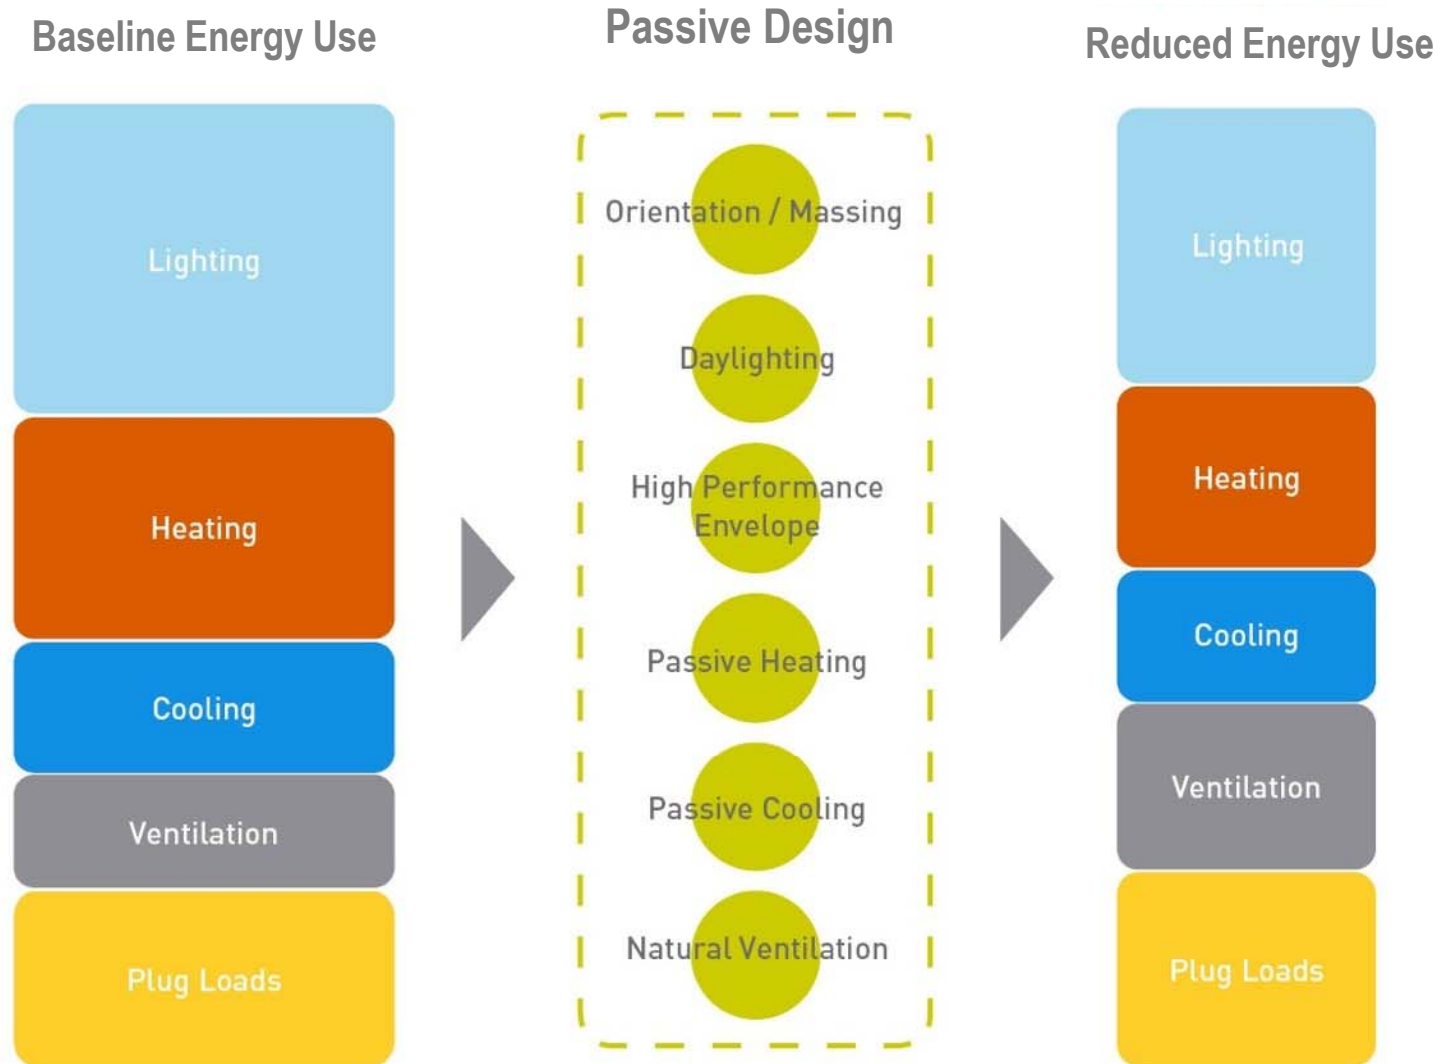 Baseline Energy Use
Passive Design
Reduced Energy Use
Lighting
Heating
Cooling
Ventilation
Plug Loads
Orientation / Massing
Daylighting
High Performance
Envelope
Passive Heating
Passive Cooling
Natural Ventilation
Lighting
Heating
Cooling
Ventilation
Plug Loads